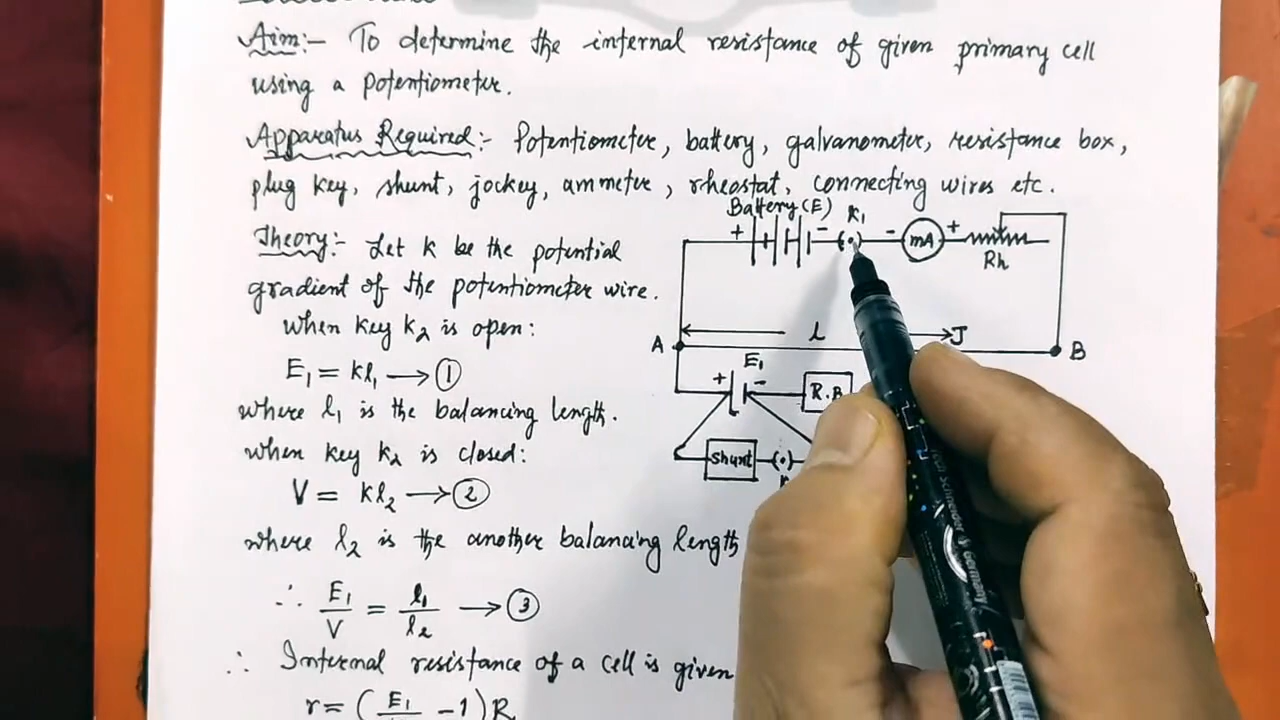 Aim:- To determine the internal resistance of given primary cell
using a potentiometer.
Apparatus Required:- Potentiometer, battery, galvanometer, resistance box,
plug key, shunt, jockey, ammeter, rheostat, connecting wires etc.
Theory:- Let k be the potential
gradient of the potentiometer wire.
When key k2 is open:
E1 = kl1 → ①
where l1 is the balancing length.
when key k2 is closed:
V = kl2 → ②
where l2 is the another balancing length
∴ E1/V = l1/l2 → ③
∴ Internal resistance of a cell is given
r = (E1 -1)R
Battery (E) K1
+ - ( • ) - mA + Rh
l J
A B
E1
+ - R.B
Shunt ( • )